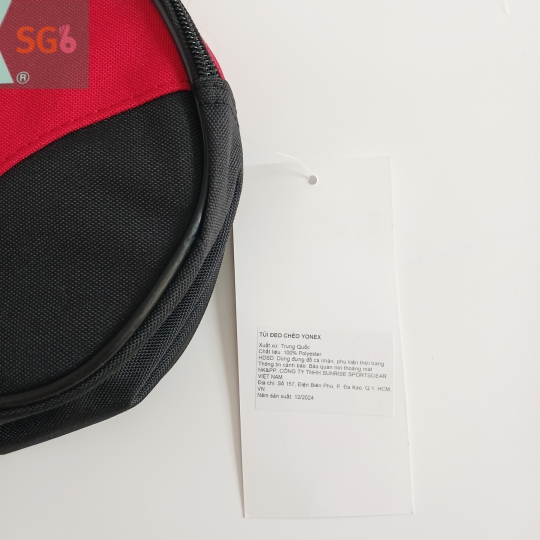 SG6
®
TÚI ĐEO CHÉO YONEX
Xuất xứ: Trung Quốc
Chất liệu: 100% Polyester
HDSD: Dùng đựng đồ cá nhân, phụ kiện thời trang
Thông tin cảnh báo: Bảo quản nơi thoáng mát
NK&PP: CÔNG TY TNHH SUNRISE SPORTSGEAR
VIỆT NAM
Địa chỉ: Số 157, Điện Biên Phủ, P. Đa Kao, Q.1, HCM,
VN
Năm sản xuất: 12/2024